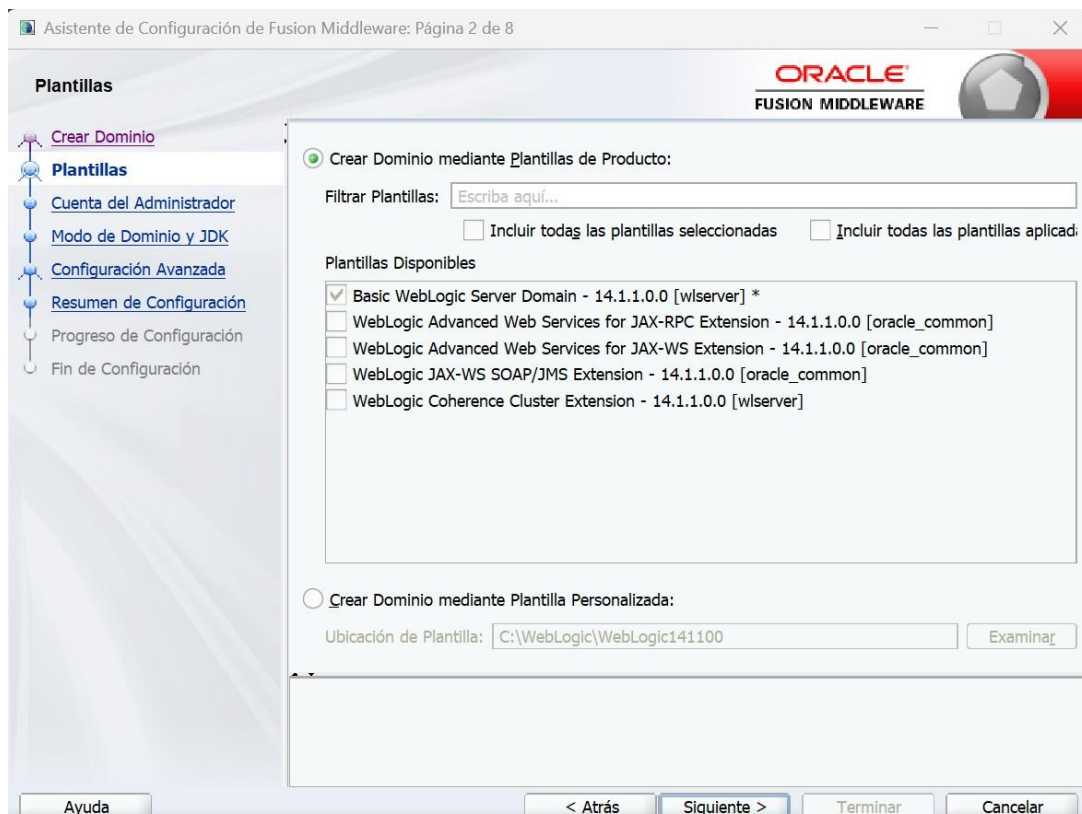 Asistente de Configuración de Fusion Middleware: Página 2 de 8
Plantillas
ORACLE
FUSION MIDDLEWARE
Crear Dominio
Plantillas
Cuenta del Administrador
Modo de Dominio y JDK
Configuración Avanzada
Resumen de Configuración
Progreso de Configuración
Fin de Configuración
Crear Dominio mediante Plantillas de Producto:
Filtrar Plantillas: Escriba aquí...
Incluir todas las plantillas seleccionadas Incluir todas las plantillas aplicad
Plantillas Disponibles
Basic WebLogic Server Domain - 14.1.1.0.0 [wlserver] *
WebLogic Advanced Web Services for JAX-RPC Extension - 14.1.1.0.0 [oracle_common]
WebLogic Advanced Web Services for JAX-WS Extension - 14.1.1.0.0 [oracle_common]
WebLogic JAX-WS SOAP/JMS Extension - 14.1.1.0.0 [oracle_common]
WebLogic Coherence Cluster Extension - 14.1.1.0.0 [wlserver]
Crear Dominio mediante Plantilla Personalizada:
Ubicación de Plantilla: C:\WebLogic\WebLogic141100 Examinar
Ayuda < Atrás Siguiente > Terminar Cancelar